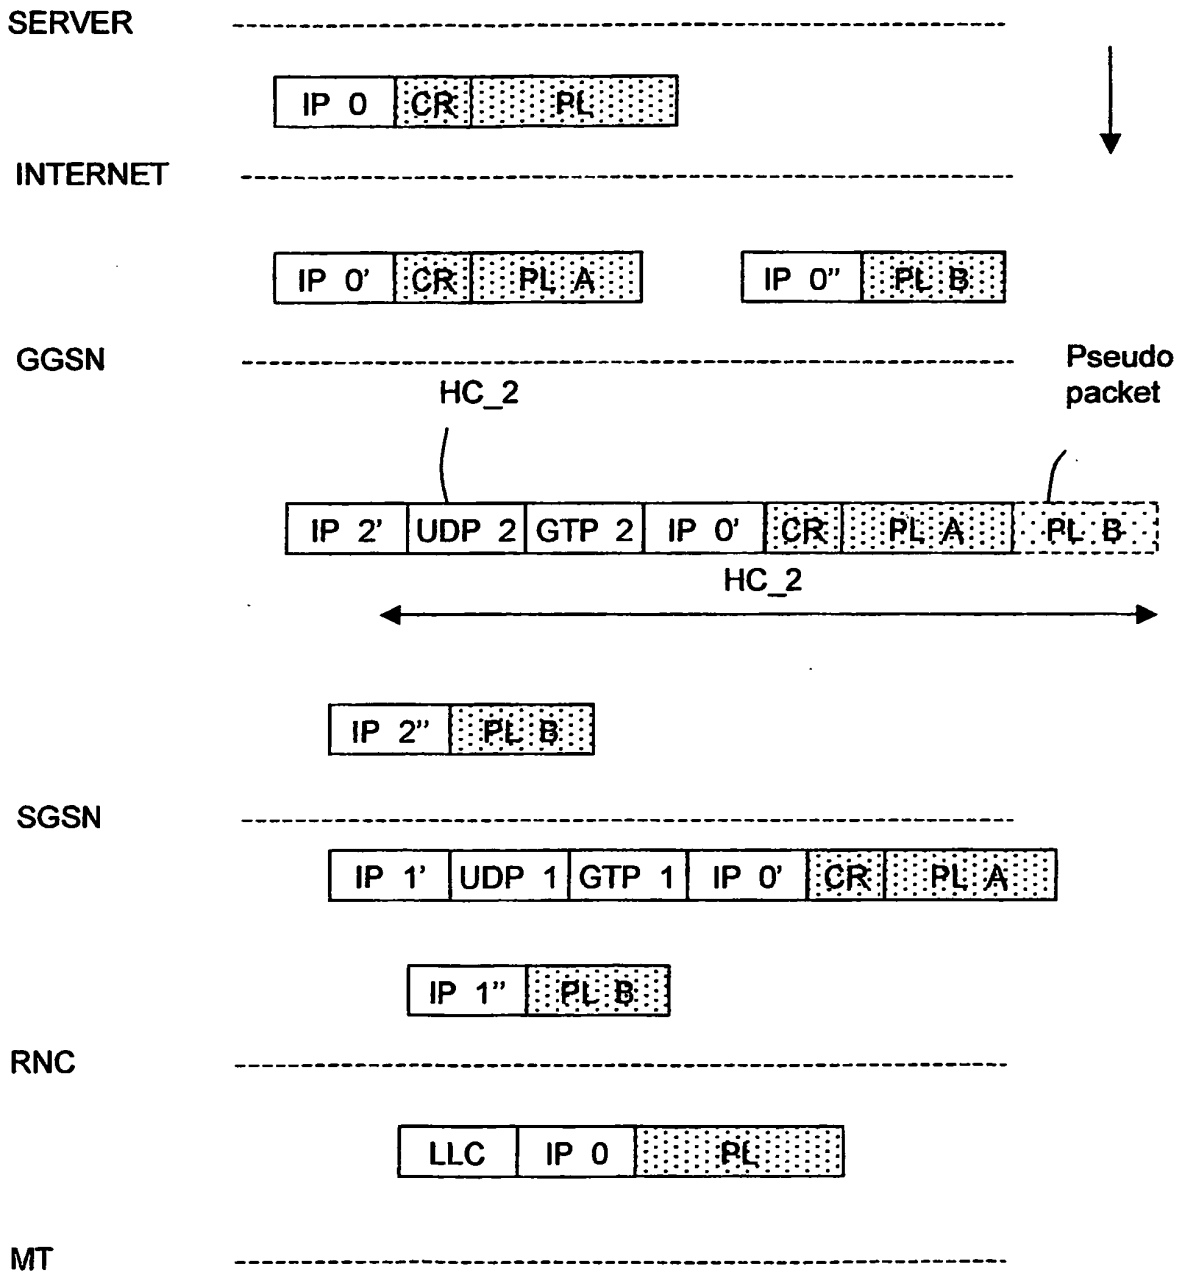 SERVER
IP 0 CR PL
INTERNET
IP 0' CR PL A IP 0" PL B
GGSN
Pseudo
packet
HC_2
IP 2' UDP 2 GTP 2 IP 0' CR PL A PL B
HC_2
IP 2" PL B
SGSN
IP 1' UDP 1 GTP 1 IP 0' CR PL A
IP 1" PL B
RNC
LLC IP 0 PL
MT